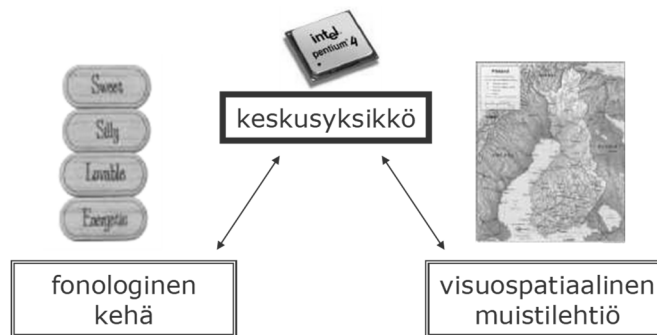 intel
pentium 4
keskusyksikkö
Sweet
Silly
Lovable
Energetic
fonologinen
kehä
visuospatiaalinen
muistilehtiö